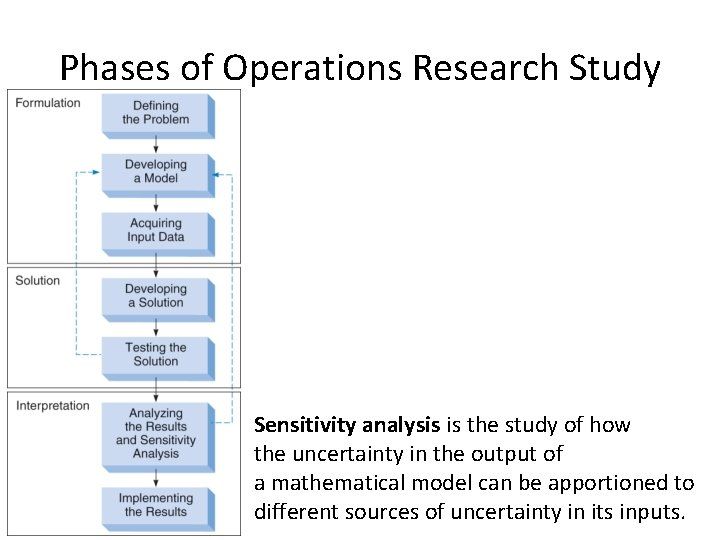 Phases of Operations Research Study
Formulation
Defining
the Problem
Developing
a Model
Acquiring
Input Data
Solution
Developing
a Solution
Testing the
Solution
Interpretation
Analyzing
the Results
and Sensitivity
Analysis
Implementing
the Results
Sensitivity analysis is the study of how
the uncertainty in the output of
a mathematical model can be apportioned to
different sources of uncertainty in its inputs.